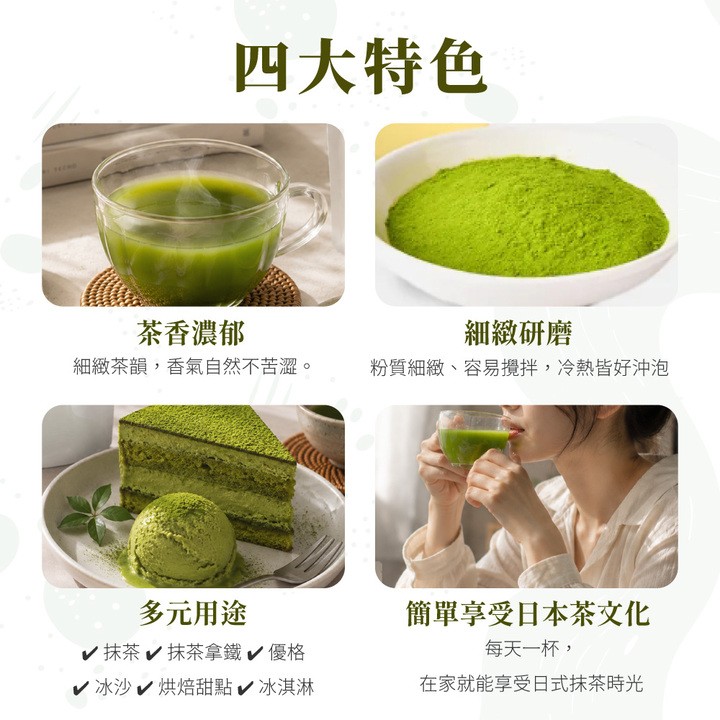 四大特色
茶香濃郁
細緻茶韻，香氣自然不苦澀。
細緻研磨
粉質細緻、容易攪拌，冷熱皆好沖泡
多元用途
✔ 抹茶 ✔ 抹茶拿鐵 ✔ 優格
✔ 冰沙 ✔ 烘焙甜點 ✔ 冰淇淋
簡單享受日本茶文化
每天一杯，
在家就能享受日式抹茶時光